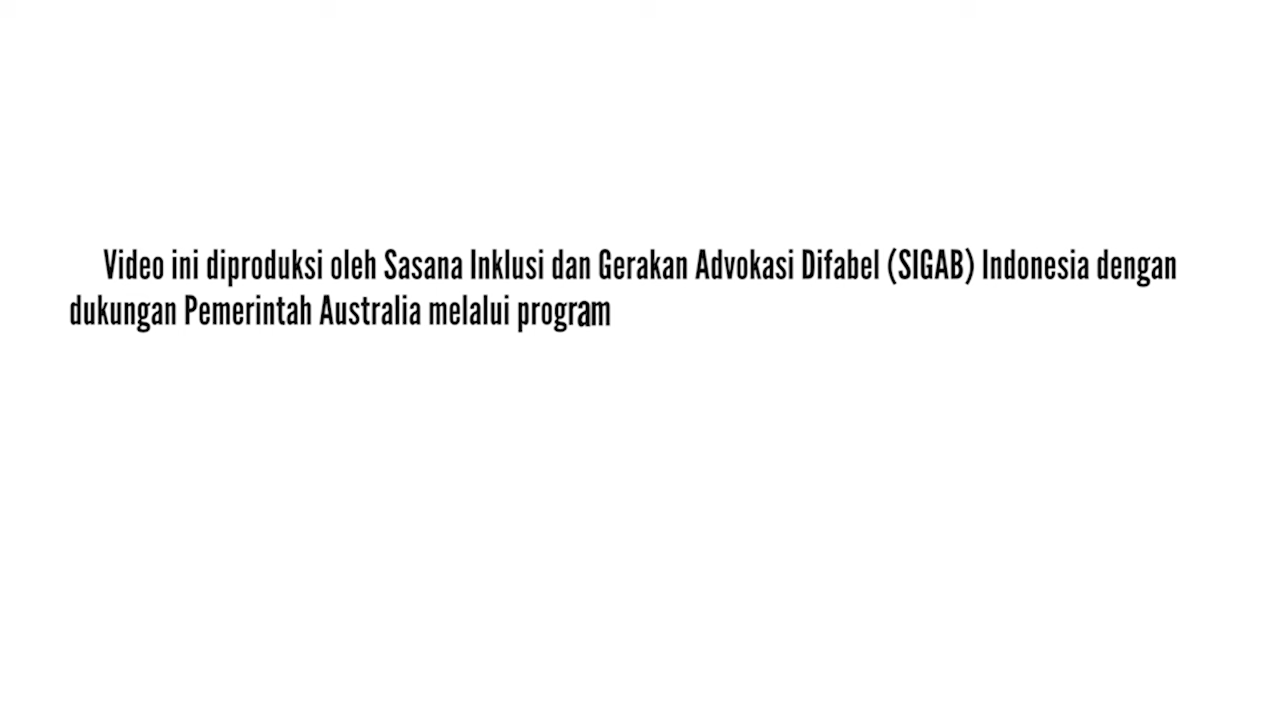 Video ini diproduksi oleh Sasana Inklusi dan Gerakan Advokasi Difabel (SIGAB) Indonesia dengan
dukungan Pemerintah Australia melalui program